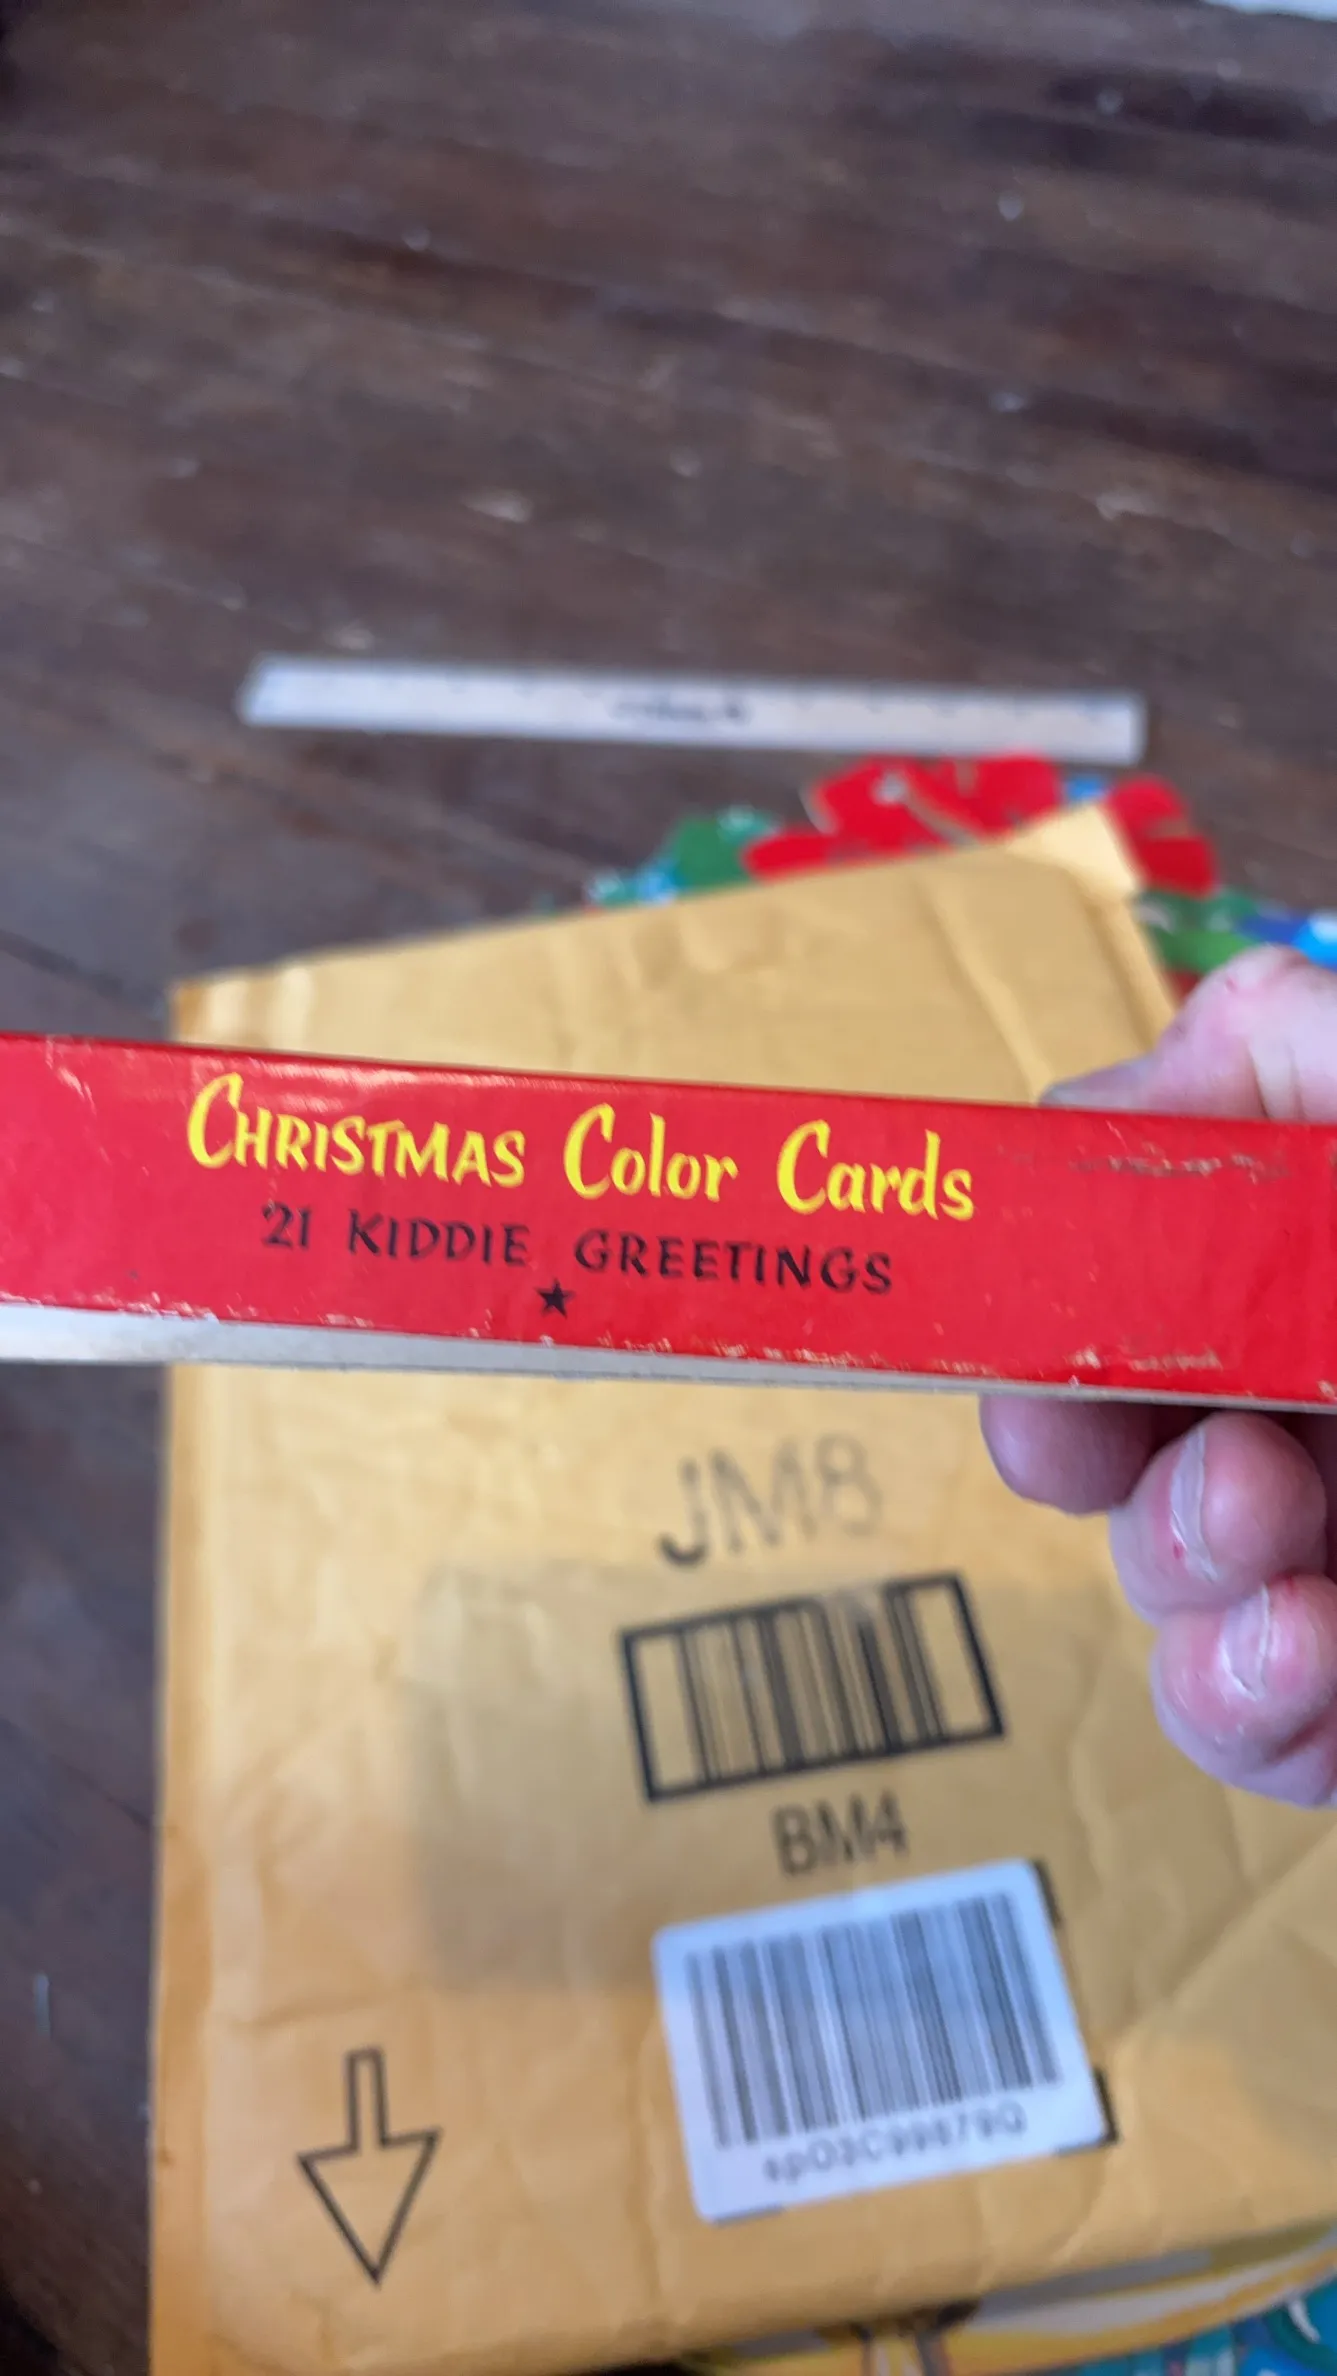 CHRISTMAS Color Cards
21 KIDDIE GREETINGS
JM8
BM4